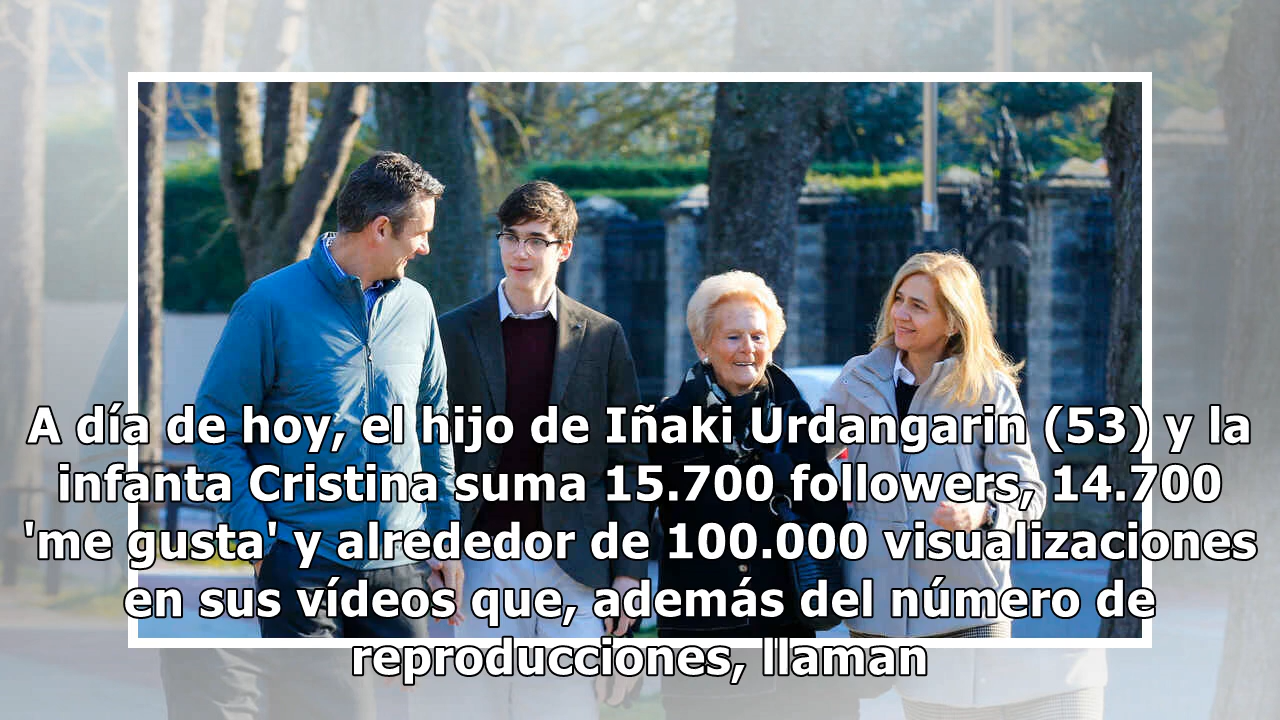 A día de hoy, el hijo de Iñaki Urdangarin (53) y la
infanta Cristina suma 15.700 followers, 14.700
'me gusta' y alrededor de 100.000 visualizaciones
en sus vídeos que, además del número de
reproducciones, llaman